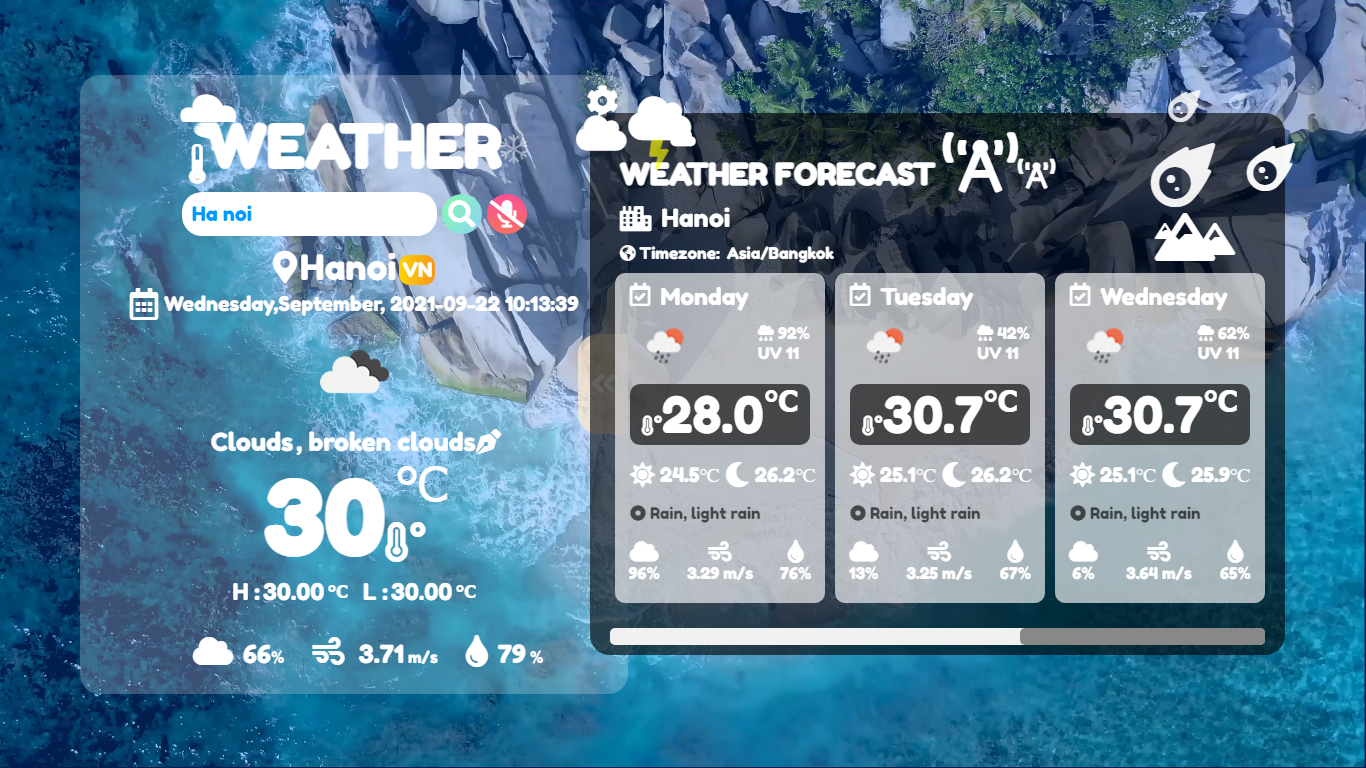 WEATHER
Ha noi
Hanoi VN
Wednesday,September, 2021-09-22 10:13:39
Clouds, broken clouds
30°C
H :30.00 °C L :30.00 °C
66% 3.71 m/s 79 %
WEATHER FORECAST
Hanoi
Timezone: Asia/Bangkok
Monday
92%
UV 11
28.0°C
24.5°C 26.2°C
Rain, light rain
96% 3.29 m/s 76%
Tuesday
42%
UV 11
30.7°C
25.1°C 26.2°C
Rain, light rain
13% 3.25 m/s 67%
Wednesday
62%
UV 11
30.7°C
25.1°C 25.9°C
Rain, light rain
6% 3.64 m/s 65%